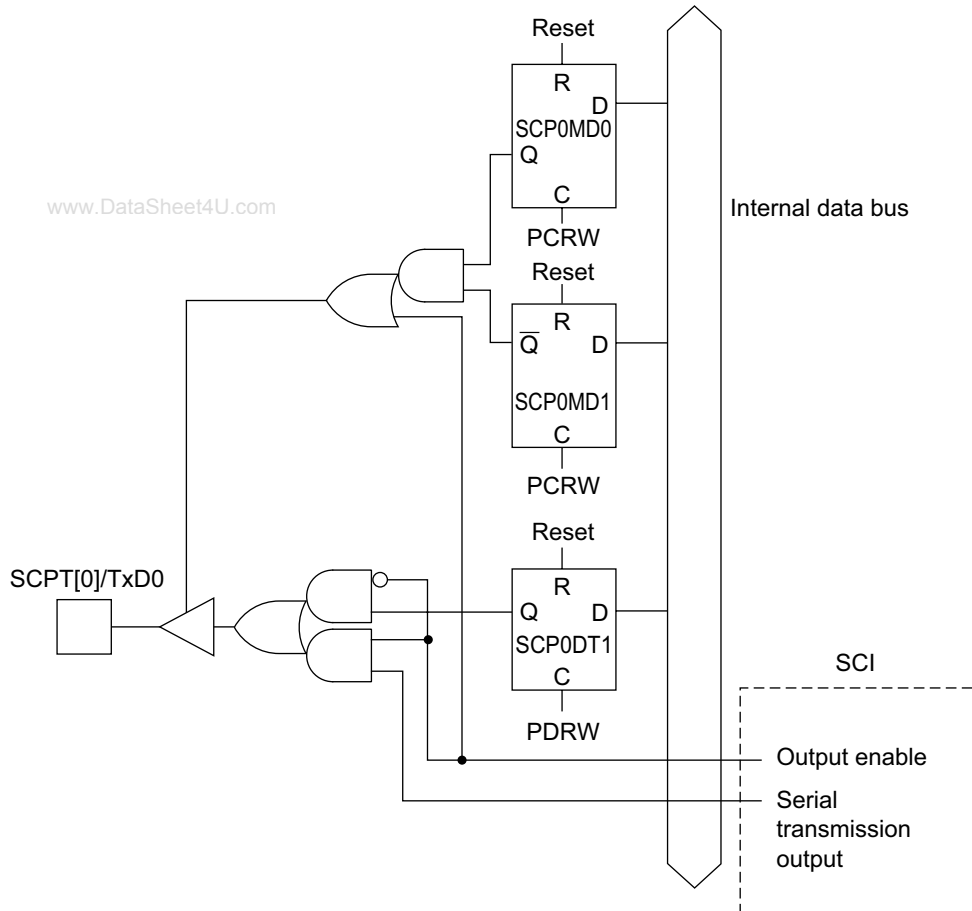 Reset
R
D
SCP0MD0
Q
C
PCRW
www.DataSheet4U.com
Internal data bus
Reset
R
Q D
SCP0MD1
C
PCRW
Reset
R
Q D
SCP0DT1
C
PDRW
SCPT[0]/TxD0
SCI
Output enable
Serial
transmission
output